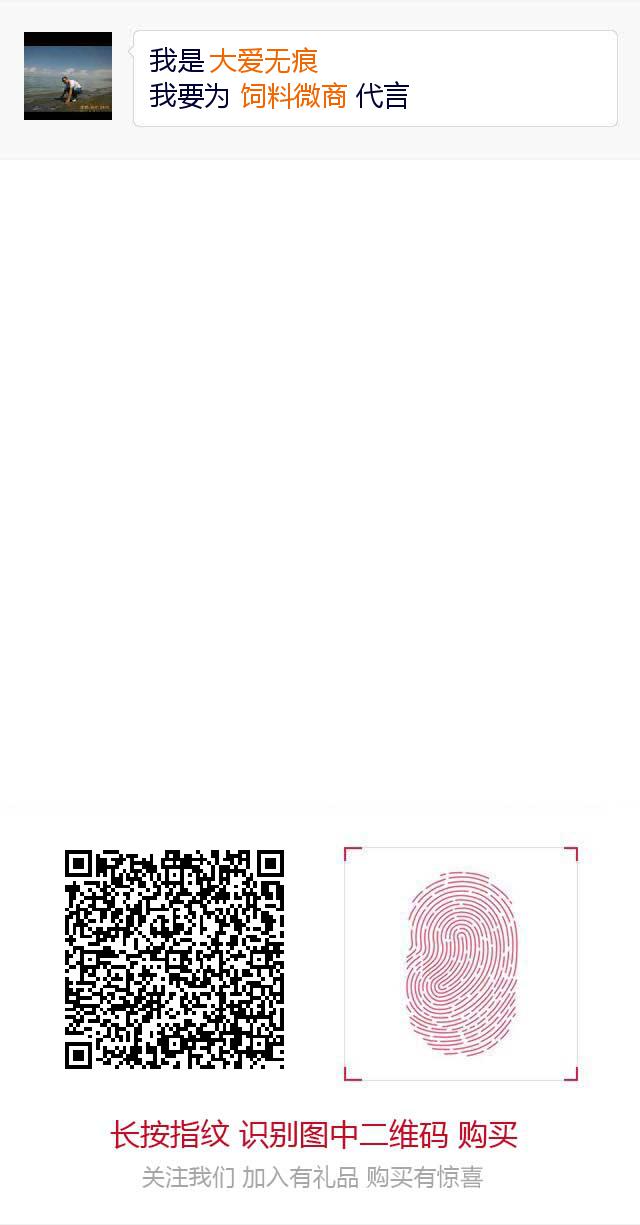 我是 大爱无痕
我要为 饲料微商 代言
长按指纹 识别图中二维码 购买
关注我们 加入有礼品 购买有惊喜